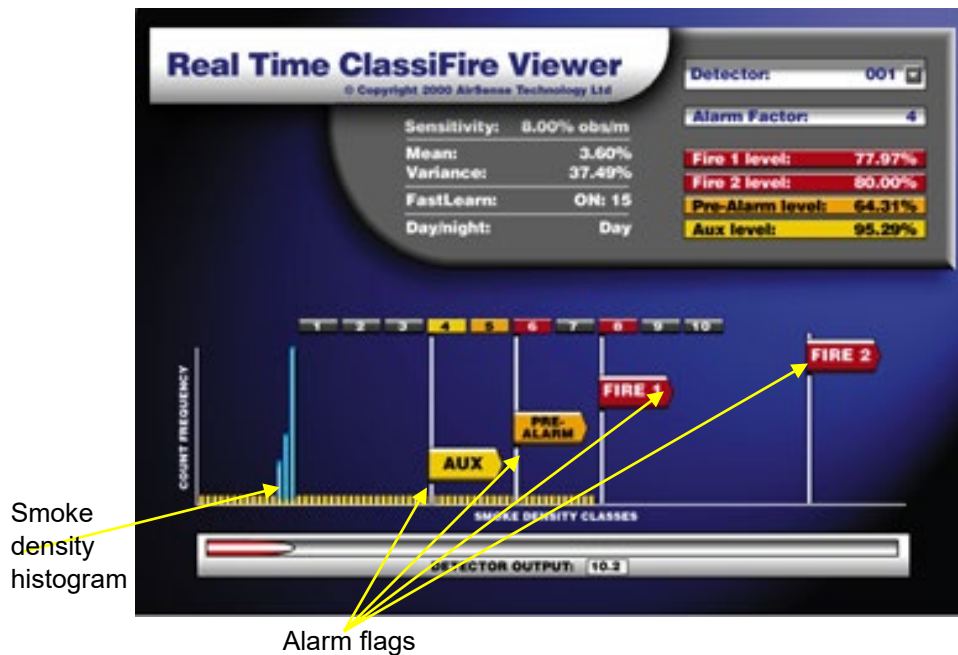 Real Time ClassiFire Viewer
© Copyright 2000 AirSense Technology Ltd
Detector: 001
Alarm Factor: 4
Sensitivity: 8.00% obs/m
Mean: 3.60%
Variance: 37.49%
FastLearn: ON: 15
Day/night: Day
Fire 1 level: 77.97%
Fire 2 level: 80.00%
Pre-Alarm level: 64.31%
Aux level: 95.29%
1 2 3 4 5 6 7 8 9 10
FIRE 2
FIRE 1
PRE-
ALARM
AUX
COUNT FREQUENCY
SMOKE DENSITY CLASSES
DETECTOR OUTPUT: 10.2
Smoke
density
histogram
Alarm flags